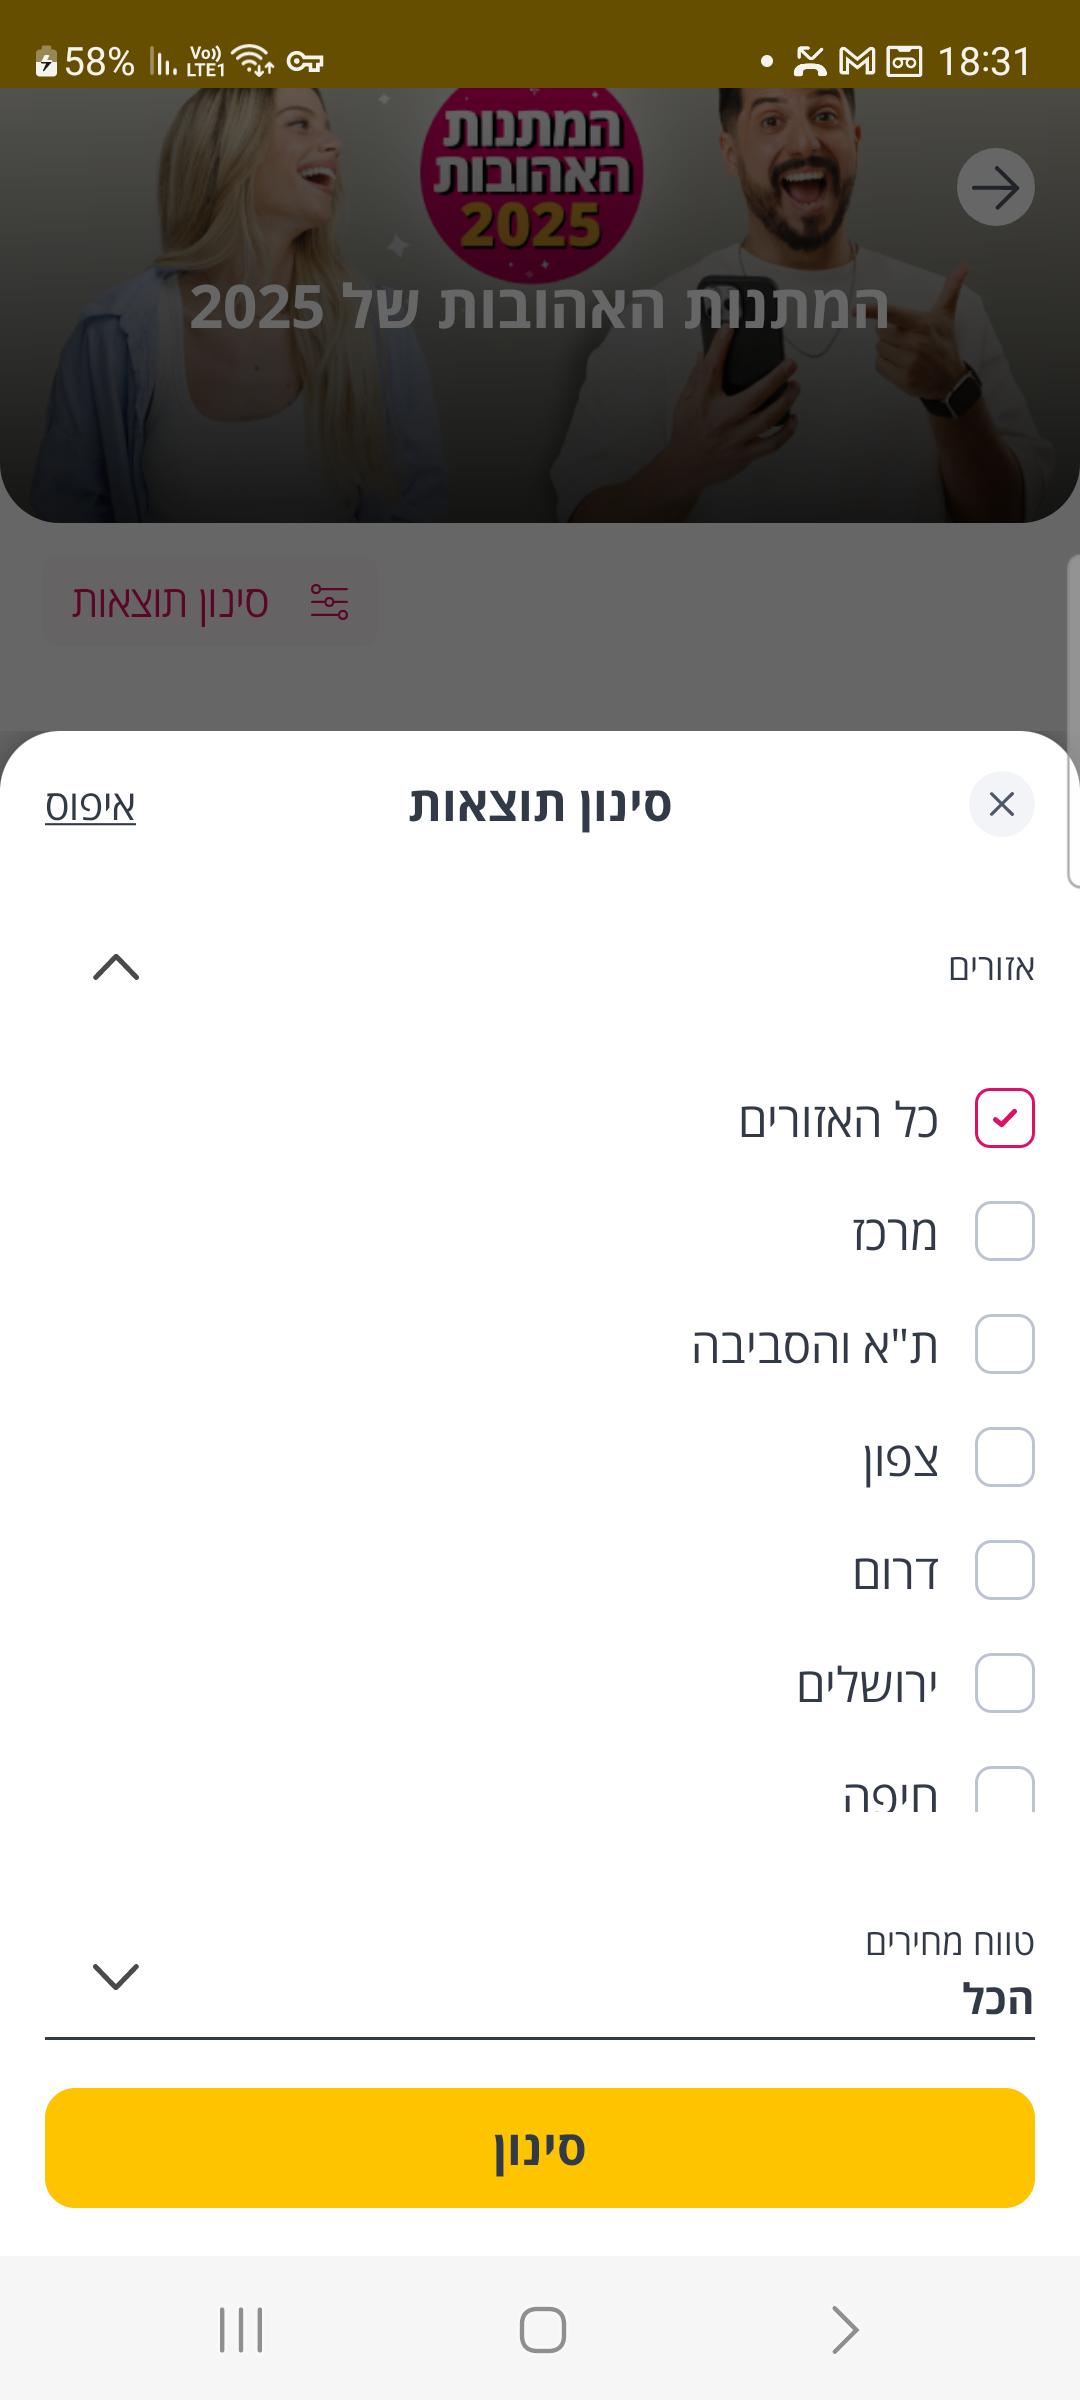 58% Vo)) LTE1 18:31
המתנות
האהובות
2025
המתנות האהובות של 2025
סינון תוצאות
סינון תוצאות
איפוס
אזורים
כל האזורים
מרכז
ת"א והסביבה
צפון
דרום
ירושלים
חיפה
טווח מחירים
הכל
סינון